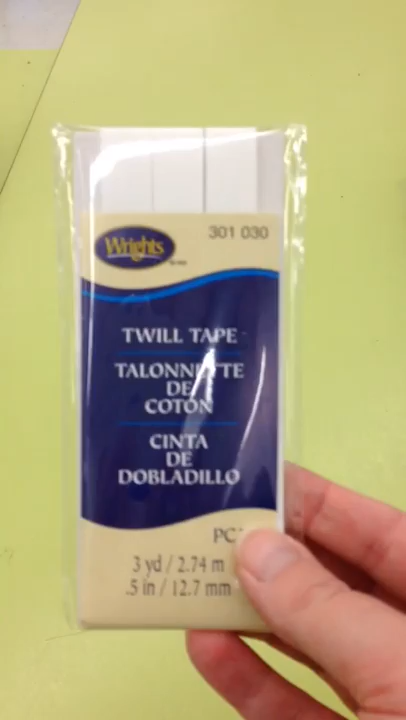 Wrights
301 030
TWILL TAPE
TALONNETTE
DE
COTON
CINTA
DE
DOBLADILLO
3 yd / 2.74 m
.5 in / 12.7 mm